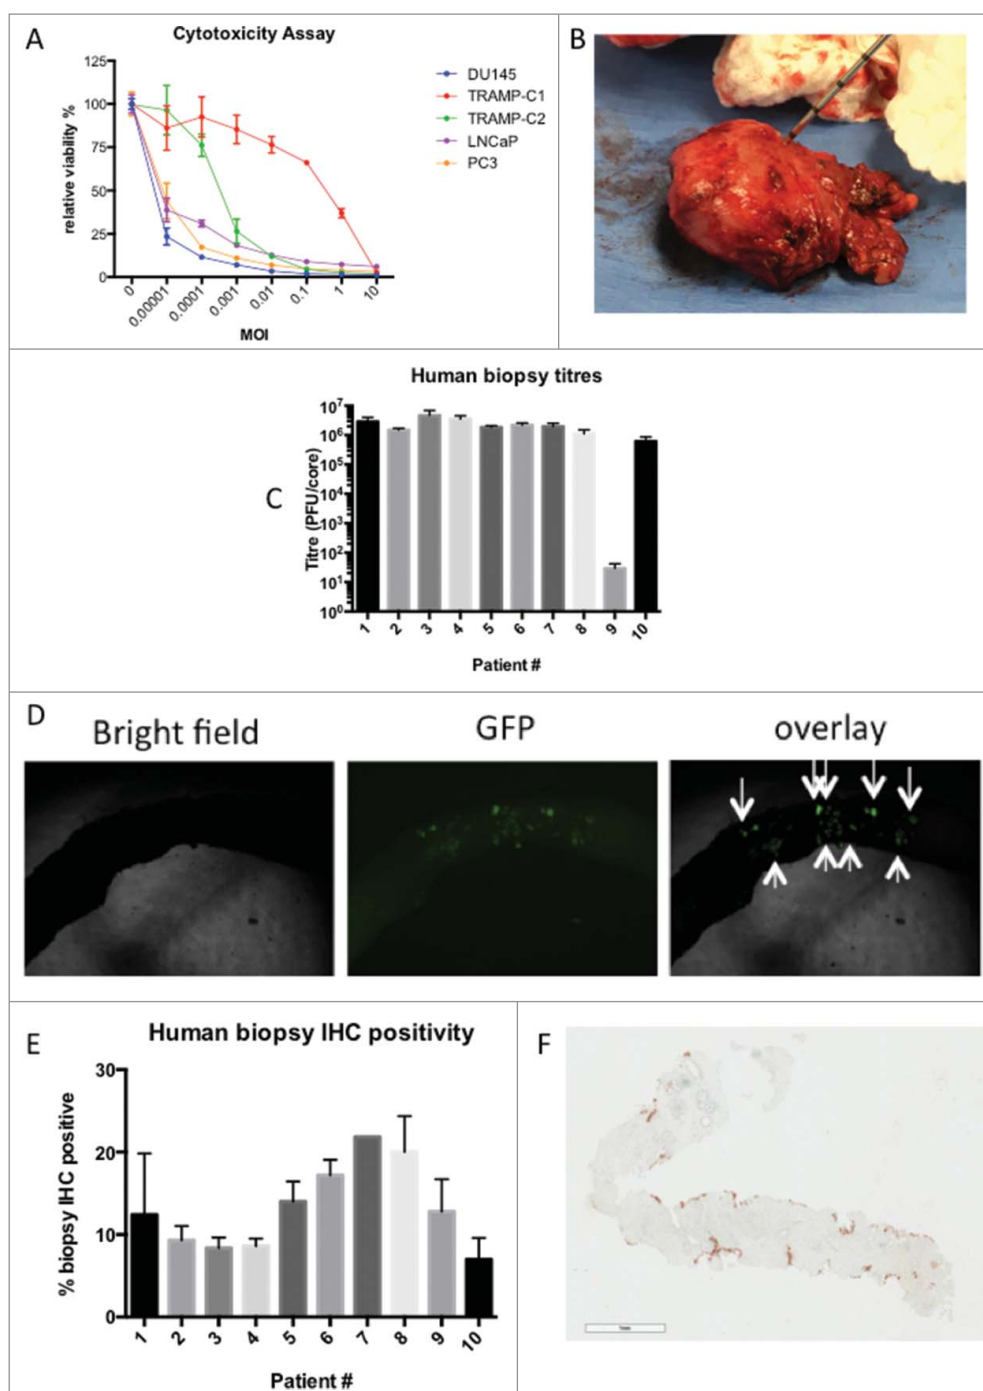 A
Cytotoxicity Assay
125
100
75
50
25
0
relative viability %
0
0.00001
0.0001
0.001
0.01
0.1
1
10
MOI
DU145
TRAMP-C1
TRAMP-C2
LNCaP
PC3
B
Human biopsy titres
C
Titre (PFU/core)
10^7
10^6
10^5
10^4
10^3
10^2
10^1
10^0
1
2
3
4
5
6
7
8
9
10
Patient #
D
Bright field
GFP
overlay
E
Human biopsy IHC positivity
% biopsy IHC positive
30
20
10
0
1
2
3
4
5
6
7
8
9
10
Patient #
F